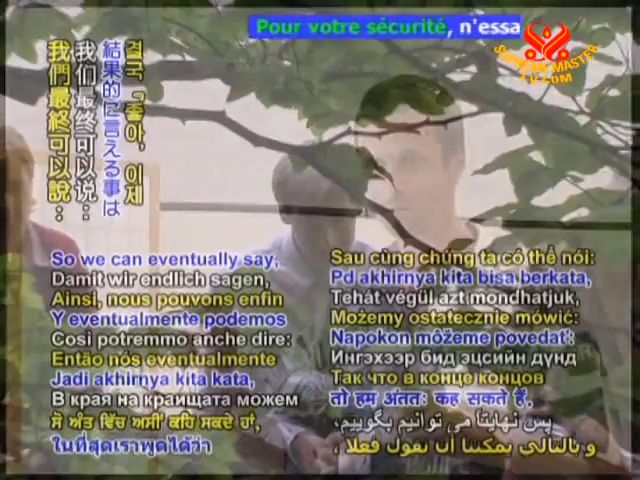 Pour votre sécurité, n'essa
SUPREME MASTER
TV.COM
결국 「좋아, 이제
結果的に言える事は
我们最终可以说：
我們最終可以說：
So we can eventually say,
Damit wir endlich sagen,
Ainsi, nous pouvons enfin
Y eventualmente podemos
Così potremmo anche dire:
Então nós eventualmente
Jadi akhirnya kita kata,
В края на краищата можем
ਸੋ ਅੰਤ ਵਿੱਚ ਅਸੀਂ ਕਹਿ ਸਕਦੇ ਹਾਂ,
ในที่สุดเราพูดได้ว่า
Sau cùng chúng ta có thể nói:
Pd akhirnya kita bisa berkata,
Tehát végül azt mondhatjuk,
Możemy ostatecznie mówić:
Napokon môžeme povedať:
Ингэхээр бид эцсийн дүнд
Так что в конце концов
तो हम अंततः कह सकते हैं,
پس نهایتاً می توانیم بگوییم،
و بالتالي يمكننا أن نقول فعلا ،